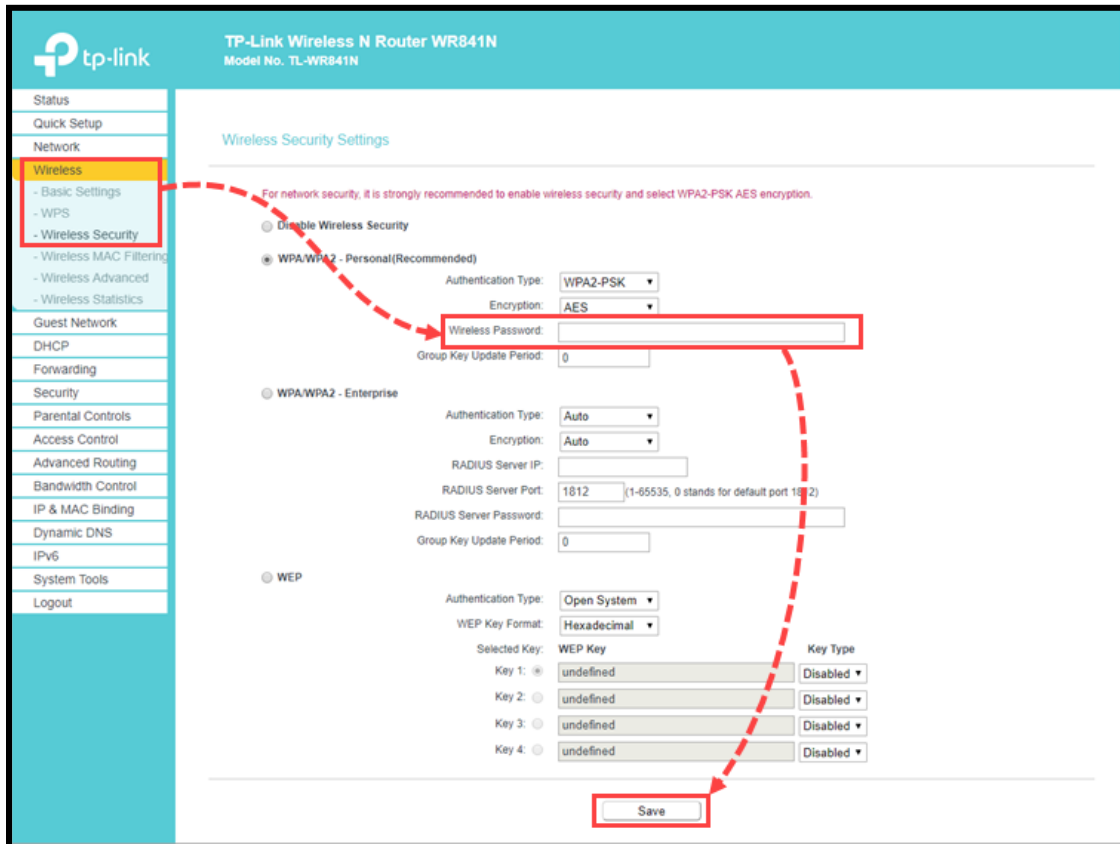 tp-link
TP-Link Wireless N Router WR841N
Model No. TL-WR841N
Status
Quick Setup
Network
Wireless
- Basic Settings
- WPS
- Wireless Security
- Wireless MAC Filtering
- Wireless Advanced
- Wireless Statistics
Guest Network
DHCP
Forwarding
Security
Parental Controls
Access Control
Advanced Routing
Bandwidth Control
IP & MAC Binding
Dynamic DNS
IPv6
System Tools
Logout
Wireless Security Settings
For network security, it is strongly recommended to enable wireless security and select WPA2-PSK AES encryption.
Disable Wireless Security
WPA/WPA2 - Personal(Recommended)
Authentication Type: WPA2-PSK
Encryption: AES
Wireless Password:
Group Key Update Period: 0
WPA/WPA2 - Enterprise
Authentication Type: Auto
Encryption: Auto
RADIUS Server IP:
RADIUS Server Port: 1812 (1-65535, 0 stands for default port 1812)
RADIUS Server Password:
Group Key Update Period: 0
WEP
Authentication Type: Open System
WEP Key Format: Hexadecimal
Selected Key: WEP Key Key Type
Key 1: undefined Disabled
Key 2: undefined Disabled
Key 3: undefined Disabled
Key 4: undefined Disabled
Save